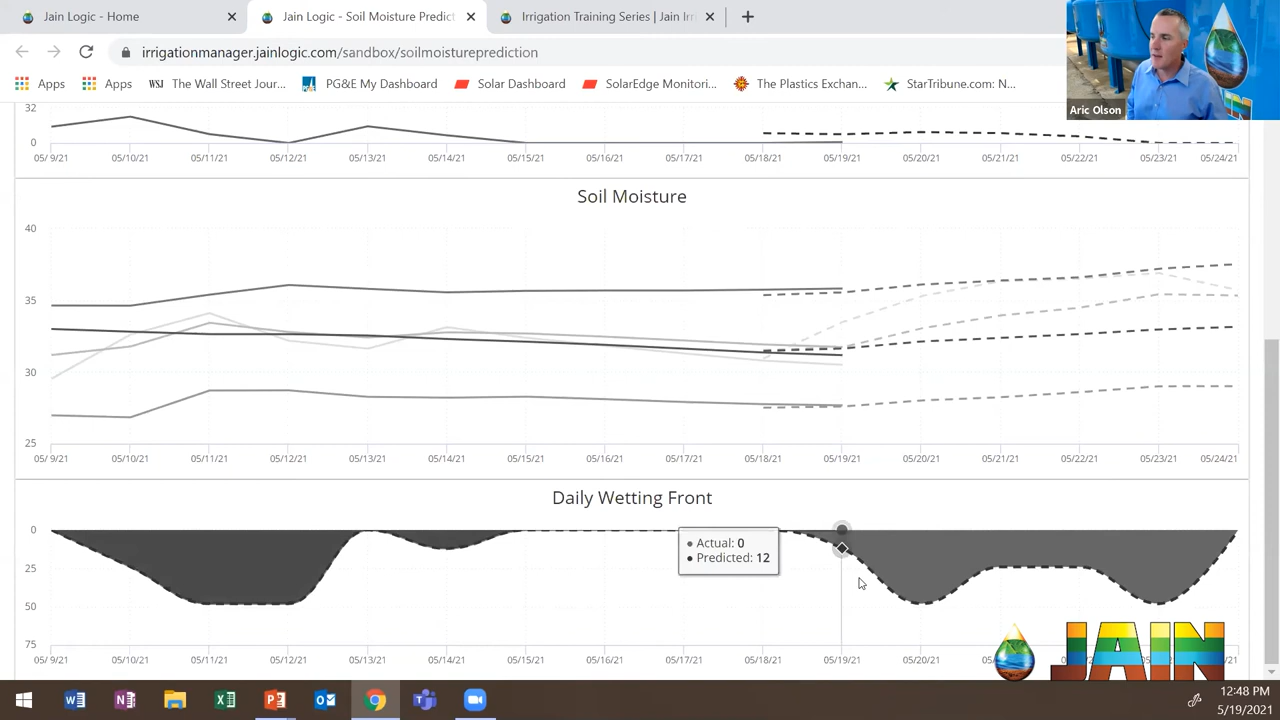 Jain Logic - Home
Jain Logic - Soil Moisture Predict
Irrigation Training Series | Jain Irr
irrigationmanager.jainlogic.com/sandbox/soilmoistureprediction
Apps
Apps
The Wall Street Jour...
PG&E My Dashboard
Solar Dashboard
SolarEdge Monitori...
The Plastics Exchan...
StarTribune.com: N...
Aric Olson
32
0
05/ 9/21 05/10/21 05/11/21 05/12/21 05/13/21 05/14/21 05/15/21 05/16/21 05/17/21 05/18/21 05/19/21 05/20/21 05/21/21 05/22/21 05/23/21 05/24/21
Soil Moisture
40
35
30
25
05/ 9/21 05/10/21 05/11/21 05/12/21 05/13/21 05/14/21 05/15/21 05/16/21 05/17/21 05/18/21 05/19/21 05/20/21 05/21/21 05/22/21 05/23/21 05/24/21
Daily Wetting Front
0
25
50
75
Actual: 0
Predicted: 12
05/ 9/21 05/10/21 05/11/21 05/12/21 05/13/21 05/14/21 05/15/21 05/16/21 05/17/21 05/18/21 05/19/21 05/20/21
JAIN
12:48 PM
5/19/2021